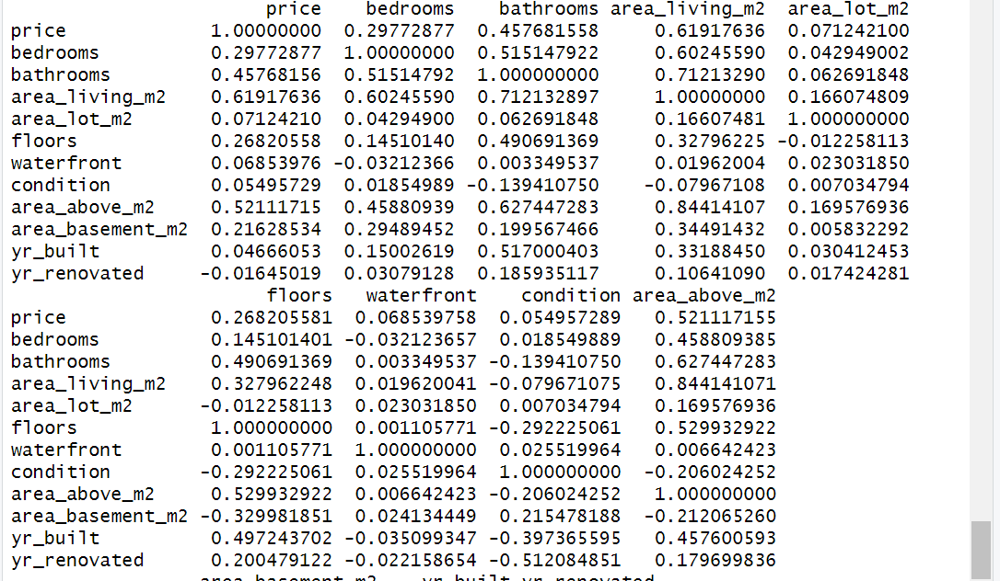 price bedrooms bathrooms area_living_m2 area_lot_m2
price 1.00000000 0.29772877 0.457681558 0.61917636 0.071242100
bedrooms 0.29772877 1.00000000 0.515147922 0.60245590 0.042949002
bathrooms 0.45768156 0.51514792 1.000000000 0.71213290 0.062691848
area_living_m2 0.61917636 0.60245590 0.712132897 1.00000000 0.166074809
area_lot_m2 0.07124210 0.04294900 0.062691848 0.16607481 1.000000000
floors 0.26820558 0.14510140 0.490691369 0.32796225 -0.012258113
waterfront 0.06853976 -0.03212366 0.003349537 0.01962004 0.023031850
condition 0.05495729 0.01854989 -0.139410750 -0.07967108 0.007034794
area_above_m2 0.52111715 0.45880939 0.627447283 0.84414107 0.169576936
area_basement_m2 0.21628534 0.29489452 0.199567466 0.34491432 0.005832292
yr_built 0.04666053 0.15002619 0.517000403 0.33188450 0.030412453
yr_renovated -0.01645019 0.03079128 0.185935117 0.10641090 0.017424281
floors waterfront condition area_above_m2
price 0.268205581 0.068539758 0.054957289 0.521117155
bedrooms 0.145101401 -0.032123657 0.018549889 0.458809385
bathrooms 0.490691369 0.003349537 -0.139410750 0.627447283
area_living_m2 0.327962248 0.019620041 -0.079671075 0.844141071
area_lot_m2 -0.012258113 0.023031850 0.007034794 0.169576936
floors 1.000000000 0.001105771 -0.292225061 0.529932922
waterfront 0.001105771 1.000000000 0.025519964 0.006642423
condition -0.292225061 0.025519964 1.000000000 -0.206024252
area_above_m2 0.529932922 0.006642423 -0.206024252 1.000000000
area_basement_m2 -0.329981851 0.024134449 0.215478188 -0.212065260
yr_built 0.497243702 -0.035099347 -0.397365595 0.457600593
yr_renovated 0.200479122 -0.022158654 -0.512084851 0.179699836
area_basement_m2 yr_built yr_renovated